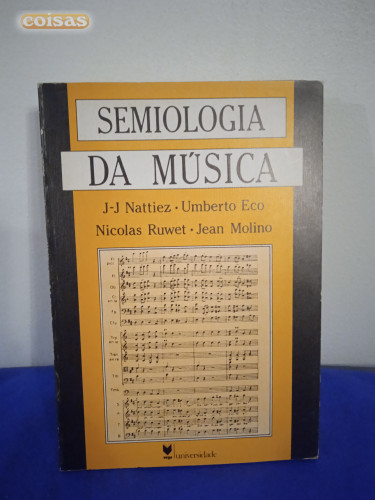 coisas
SEMIOLOGIA
DA MÚSICA
J-J Nattiez · Umberto Eco
Nicolas Ruwet · Jean Molino
universidade